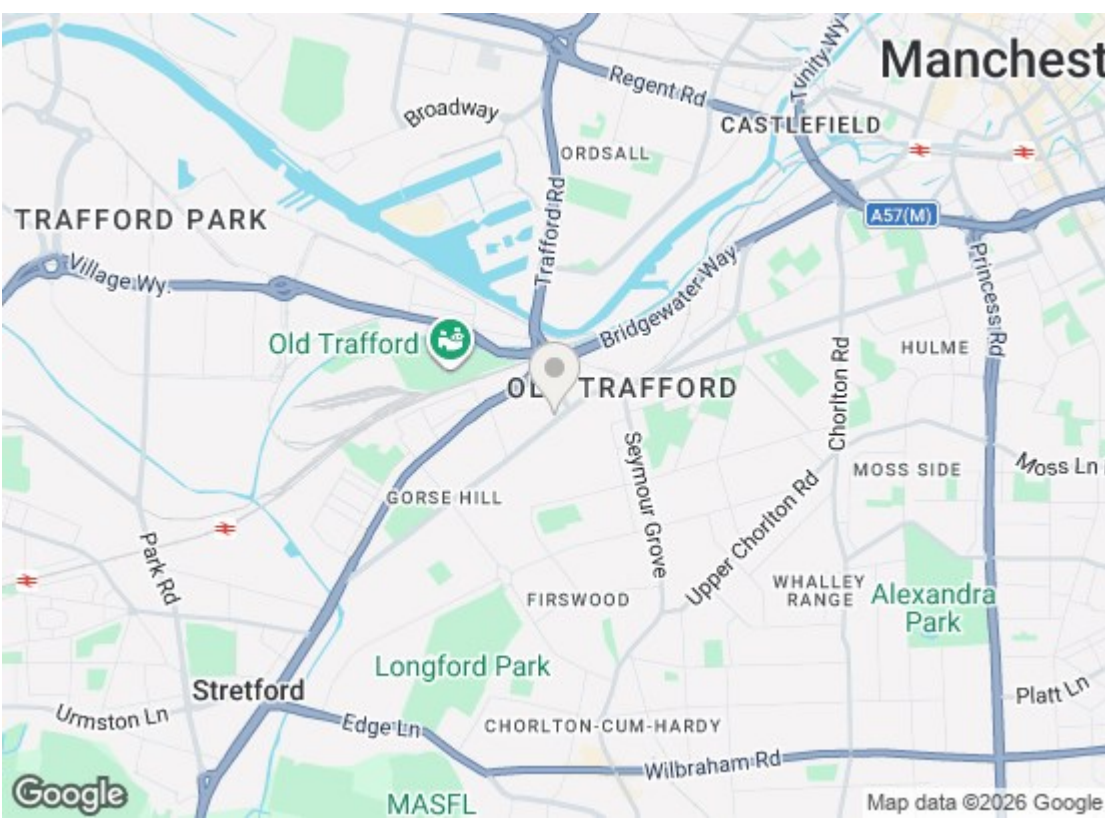 Manchest
Trinity Wy
Regent Rd
Broadway
CASTLEFIELD
ORDSALL
Trafford Rd
TRAFFORD PARK
A57(M)
Village Wy.
Bridgewater Way
Princess Rd
Old Trafford
HULME
Chorlton Rd
OL TRAFFORD
Seymour Grove
MOSS SIDE
Moss Ln
GORSE HILL
Upper Chorlton Rd
Park Rd
WHALLEY
RANGE
Alexandra
Park
FIRSWOOD
Longford Park
Stretford
Platt Ln
Urmston Ln
Edge Ln
CHORLTON-CUM-HARDY
Wilbraham Rd
Google
MASFL
Map data ©2026 Google